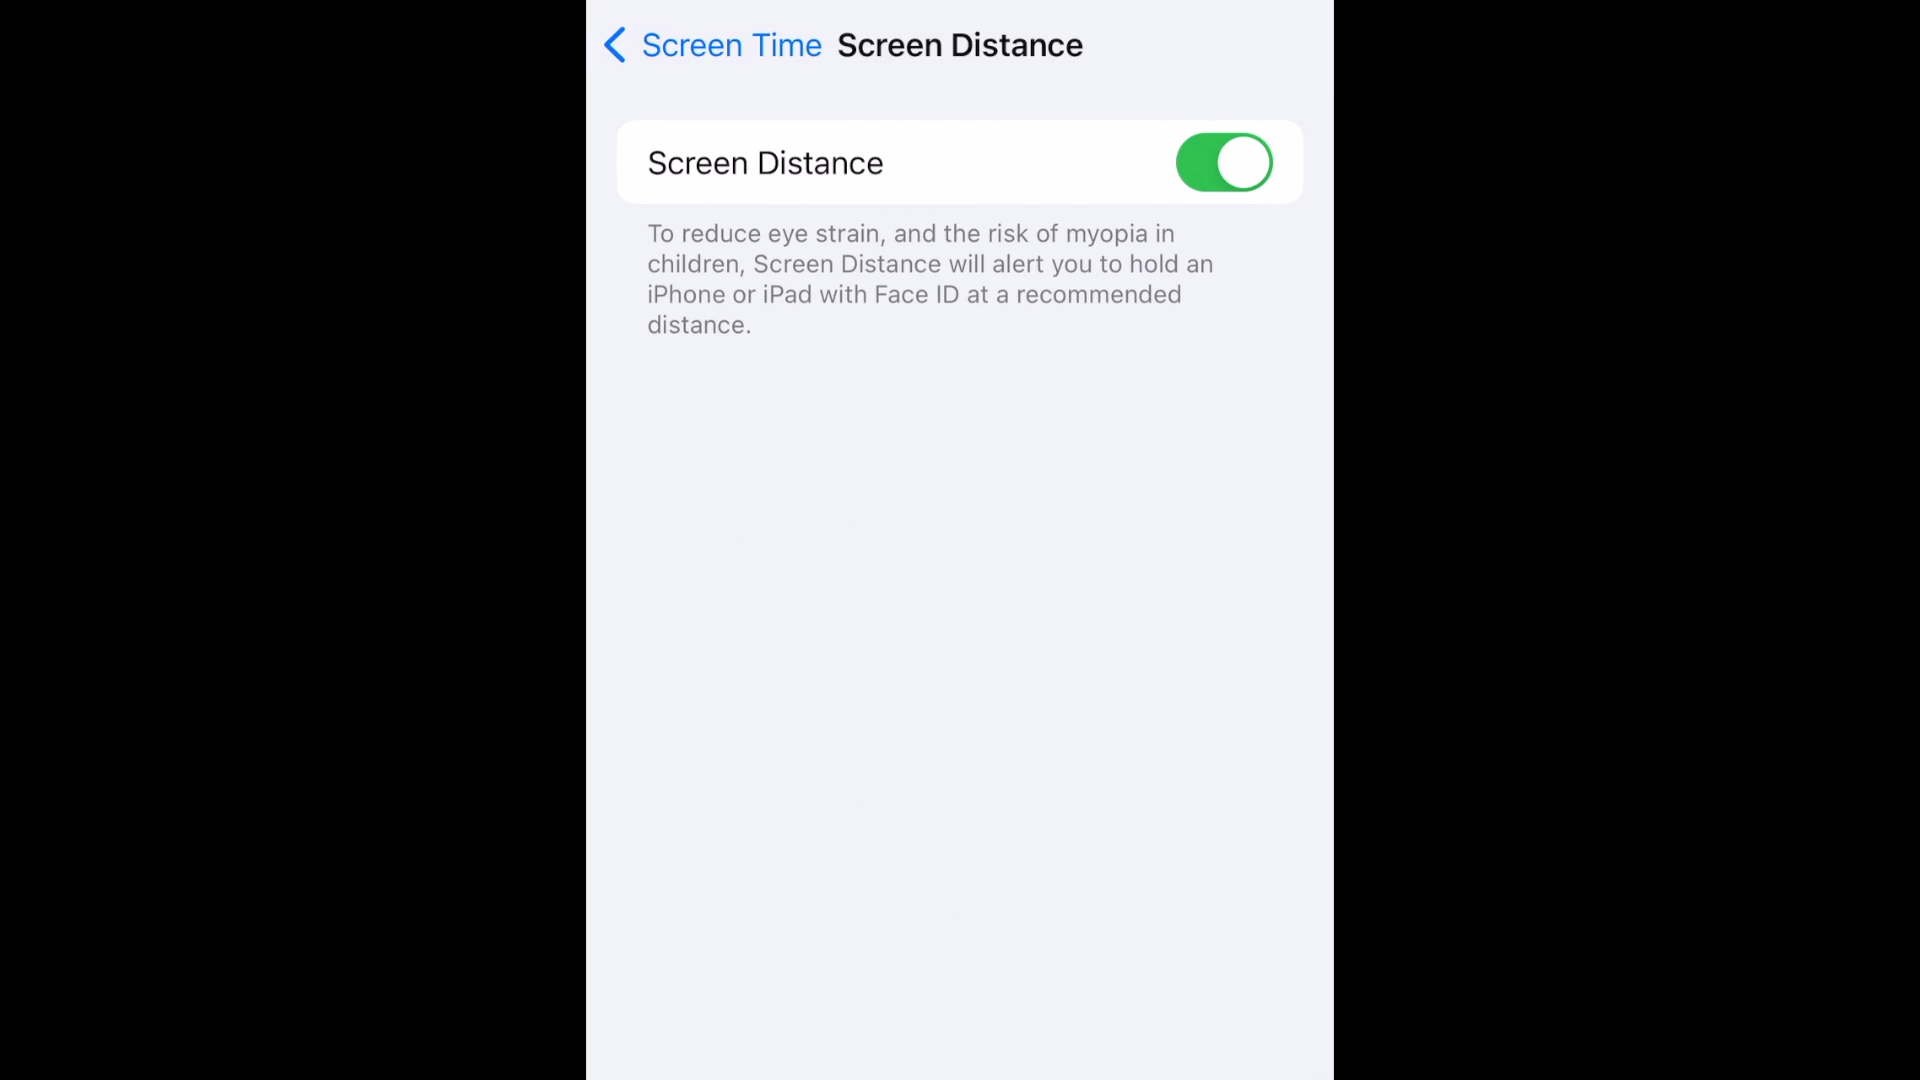 Screen Time Screen Distance
Screen Distance
To reduce eye strain, and the risk of myopia in
children, Screen Distance will alert you to hold an
iPhone or iPad with Face ID at a recommended
distance.